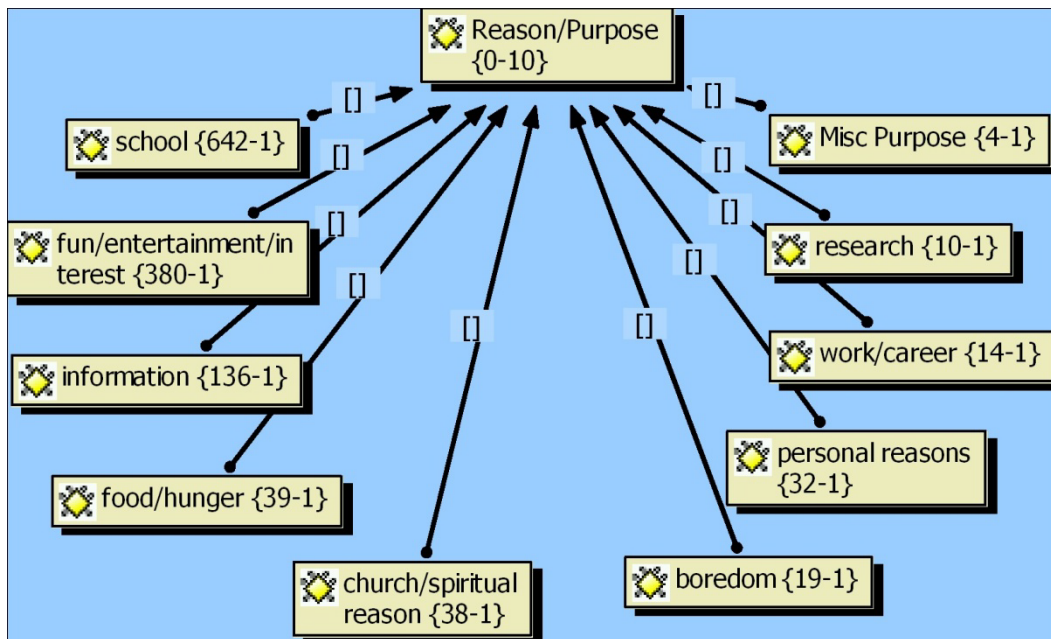 Reason/Purpose
{0-10}
[]
[]
school {642-1}
Misc Purpose {4-1}
[]
[]
fun/entertainment/in
terest {380-1}
[]
[]
research {10-1}
[]
[]
information {136-1}
[]
[]
work/career {14-1}
personal reasons
{32-1}
food/hunger {39-1}
church/spiritual
reason {38-1}
boredom {19-1}